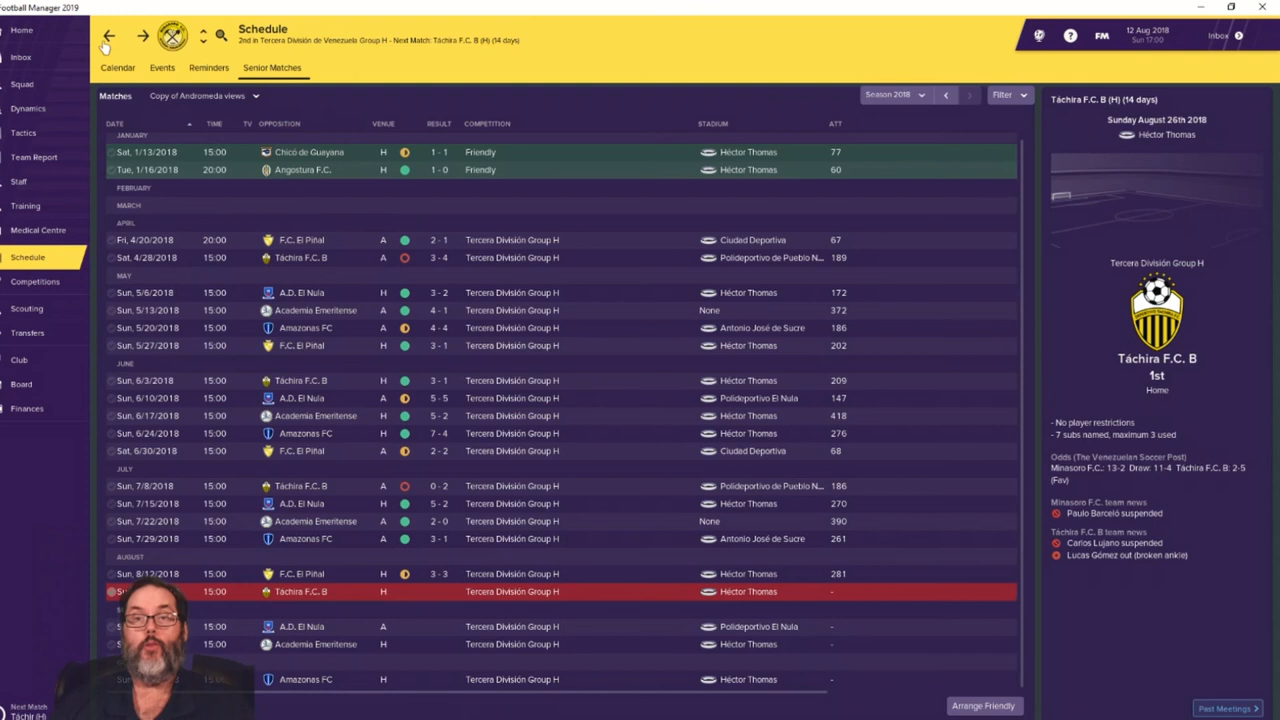 Football Manager 2019
Home
Inbox
Squad
Dynamics
Tactics
Team Report
Staff
Training
Medical Centre
Schedule
Competitions
Scouting
Transfers
Club
Board
Finances
Next Match
Táchir (H)
Schedule
2nd in Tercera División de Venezuela Group H - Next Match: Táchira F.C. B (H) (14 days)
FM
12 Aug 2018
Sun 17:00
Inbox
Calendar Events Reminders Senior Matches
Matches Copy of Andromeda views Season 2018 Filter
DATE TIME TV OPPOSITION VENUE RESULT COMPETITION STADIUM ATT
JANUARY
Sat, 1/13/2018 15:00 Chicó de Guayana H 1 - 1 Friendly Héctor Thomas 77
Tue, 1/16/2018 20:00 Angostura F.C. H 1 - 0 Friendly Héctor Thomas 60
FEBRUARY
MARCH
APRIL
Fri, 4/20/2018 20:00 F.C. El Piñal A 2 - 1 Tercera División Group H Ciudad Deportiva 67
Sat, 4/28/2018 15:00 Táchira F.C. B A 3 - 4 Tercera División Group H Polideportivo de Pueblo N... 189
MAY
Sun, 5/6/2018 15:00 A.D. El Nula H 3 - 2 Tercera División Group H Héctor Thomas 172
Sun, 5/13/2018 15:00 Academia Emeritense A 4 - 1 Tercera División Group H None 372
Sun, 5/20/2018 15:00 Amazonas FC A 4 - 4 Tercera División Group H Antonio José de Sucre 186
Sun, 5/27/2018 15:00 F.C. El Piñal H 3 - 1 Tercera División Group H Héctor Thomas 202
JUNE
Sun, 6/3/2018 15:00 Táchira F.C. B H 3 - 1 Tercera División Group H Héctor Thomas 209
Sun, 6/10/2018 15:00 A.D. El Nula A 5 - 5 Tercera División Group H Polideportivo El Nula 147
Sun, 6/17/2018 15:00 Academia Emeritense H 5 - 2 Tercera División Group H Héctor Thomas 418
Sun, 6/24/2018 15:00 Amazonas FC H 7 - 4 Tercera División Group H Héctor Thomas 276
Sat, 6/30/2018 15:00 F.C. El Piñal A 2 - 2 Tercera División Group H Ciudad Deportiva 68
JULY
Sun, 7/8/2018 15:00 Táchira F.C. B A 0 - 2 Tercera División Group H Polideportivo de Pueblo N... 186
Sun, 7/15/2018 15:00 A.D. El Nula H 5 - 2 Tercera División Group H Héctor Thomas 270
Sun, 7/22/2018 15:00 Academia Emeritense A 2 - 0 Tercera División Group H None 390
Sun, 7/29/2018 15:00 Amazonas FC A 3 - 1 Tercera División Group H Antonio José de Sucre 261
AUGUST
Sun, 8/12/2018 15:00 F.C. El Piñal H 3 - 3 Tercera División Group H Héctor Thomas 281
15:00 Táchira F.C. B H Tercera División Group H Héctor Thomas -
15:00 A.D. El Nula A Tercera División Group H Polideportivo El Nula -
15:00 Academia Emeritense H Tercera División Group H Héctor Thomas -
Amazonas FC H Tercera División Group H Héctor Thomas -
Arrange Friendly
Táchira F.C. B (H) (14 days)
Sunday August 26th 2018
Héctor Thomas
Tercera División Group H
Táchira F.C. B
1st
Home
- No player restrictions
- 7 subs named, maximum 3 used
Odds (The Venezuelan Soccer Post)
Minasoro F.C.: 13-2 Draw: 11-4 Táchira F.C. B: 2-5
(Fav)
Minasoro F.C. team news
Paulo Barceló suspended
Táchira F.C. B team news
Carlos Lujano suspended
Lucas Gómez out (broken ankle)
Past Meetings